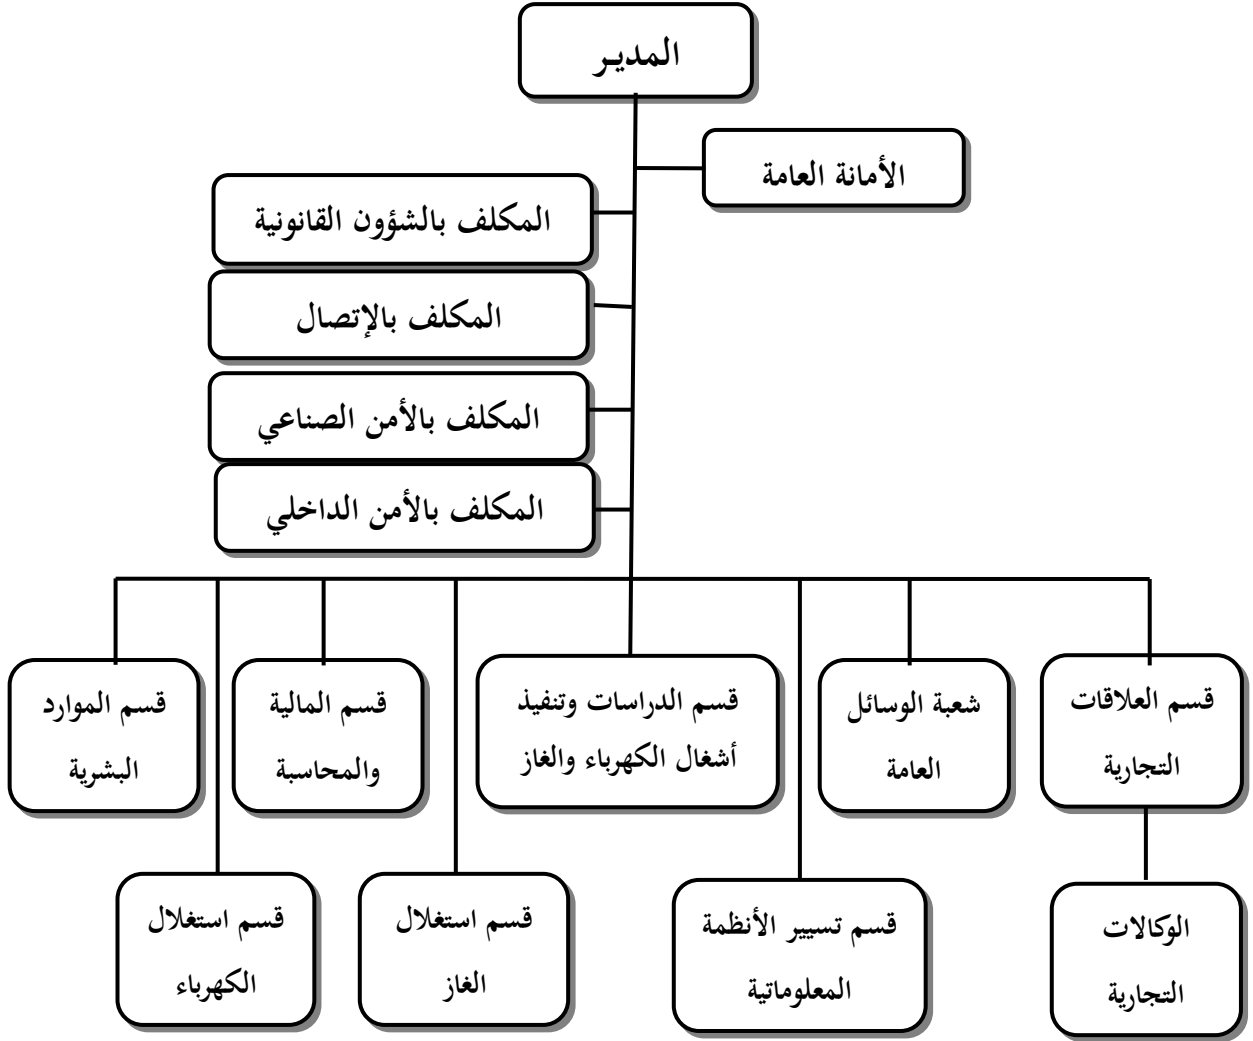 المديـر
الأمانة العامة
المكلف بالشؤون القانونية
المكلف بالإتصال
المكلف بالأمن الصناعي
المكلف بالأمن الداخلي
قسم العلاقات
التجارية
شعبة الوسائل
العامة
قسم الدراسات وتنفيذ
أشغال الكهرباء والغاز
قسم المالية
والمحاسبة
قسم الموارد
البشرية
الوكالات
التجارية
قسم تسيير الأنظمة
المعلوماتية
قسم استغلال
الغاز
قسم استغلال
الكهرباء